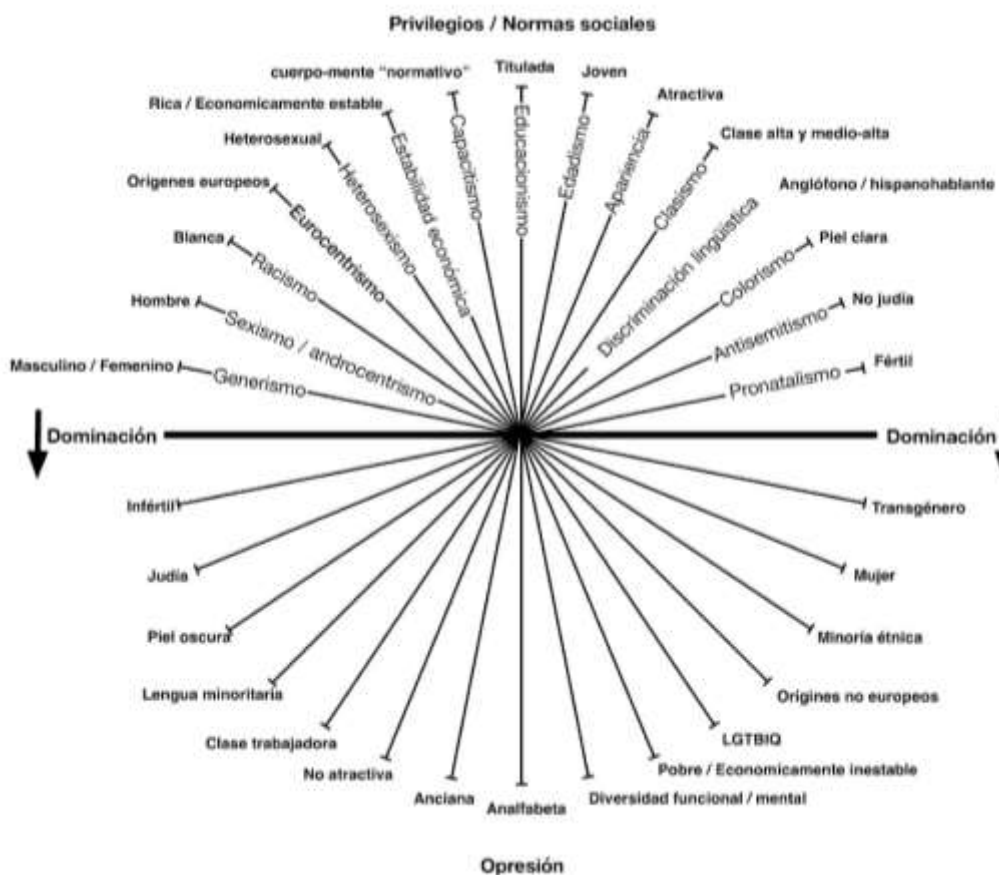 Privilegios / Normas sociales
Titulada
cuerpo-mente "normativo"
Joven
Rica / Economicamente estable
Atractiva
Heterosexual
Clase alta y medio-alta
Orígenes europeos
Anglófono / hispanohablante
Blanca
Piel clara
Hombre
No judía
Masculino / Femenino
Fértil
Generismo
Sexismo / androcentrismo
Racismo
Eurocentrismo
Heterosexismo
Estabilidad económica
Capacitismo
Educacionismo
Edadismo
Apariencia
Clasismo
Discriminación lingüística
Colorismo
Antisemitismo
Pronatalismo
Dominación
Dominación
Infértil
Transgénero
Judía
Mujer
Piel oscura
Minoría étnica
Lengua minoritaria
Orígines no europeos
Clase trabajadora
LGTBIQ
No atractiva
Pobre / Economicamente inestable
Anciana
Analfabeta
Diversidad funcional / mental
Opresión